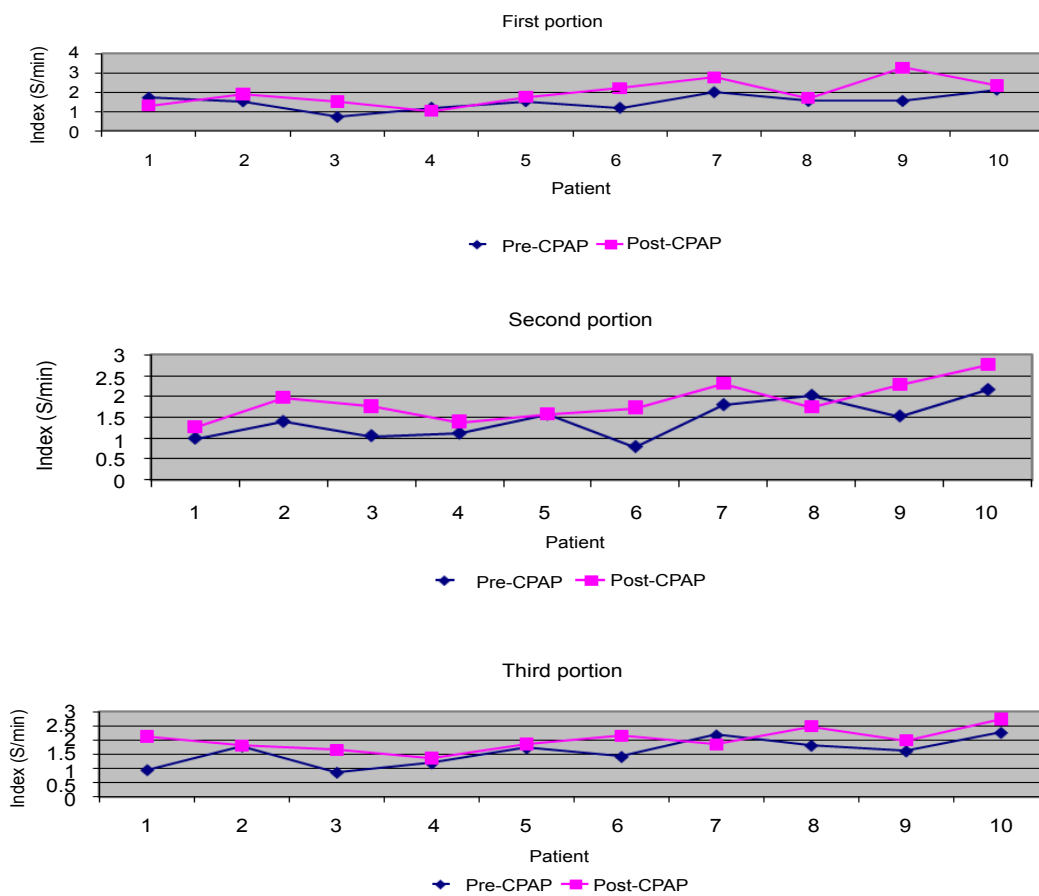 First portion
Index (S/min)
4
3
2
1
0
1 2 3 4 5 6 7 8 9 10
Patient
Pre-CPAP Post-CPAP
Second portion
Index (S/min)
3
2.5
2
1.5
1
0.5
0
1 2 3 4 5 6 7 8 9 10
Patient
Pre-CPAP Post-CPAP
Third portion
Index (S/min)
3
2.5
2
1.5
1
0.5
0
1 2 3 4 5 6 7 8 9 10
Patient
Pre-CPAP Post-CPAP